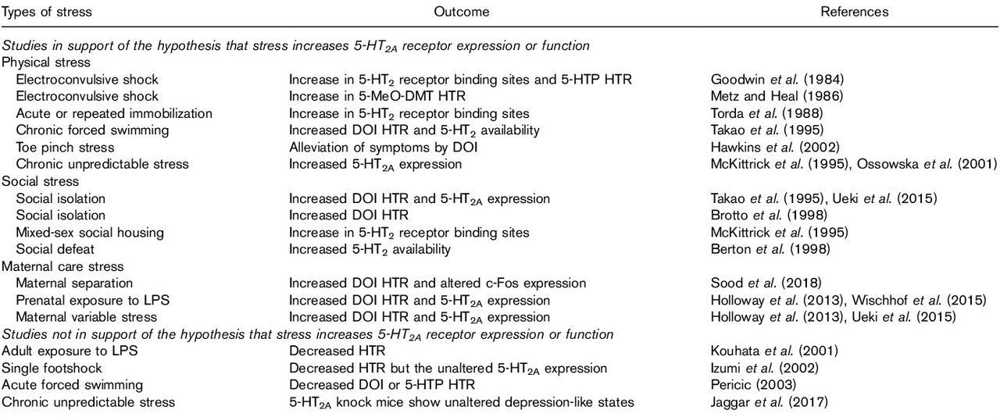 Types of stress Outcome References
Studies in support of the hypothesis that stress increases 5-HT2A receptor expression or function
Physical stress
Electroconvulsive shock Increase in 5-HT2 receptor binding sites and 5-HTP HTR Goodwin et al. (1984)
Electroconvulsive shock Increase in 5-MeO-DMT HTR Metz and Heal (1986)
Acute or repeated immobilization Increase in 5-HT2 receptor binding sites Torda et al. (1988)
Chronic forced swimming Increased DOI HTR and 5-HT2 availability Takao et al. (1995)
Toe pinch stress Alleviation of symptoms by DOI Hawkins et al. (2002)
Chronic unpredictable stress Increased 5-HT2A expression McKittrick et al. (1995), Ossowska et al. (2001)
Social stress
Social isolation Increased DOI HTR and 5-HT2A expression Takao et al. (1995), Ueki et al. (2015)
Social isolation Increased DOI HTR Brotto et al. (1998)
Mixed-sex social housing Increase in 5-HT2 receptor binding sites McKittrick et al. (1995)
Social defeat Increased 5-HT2 availability Berton et al. (1998)
Maternal care stress
Maternal separation Increased DOI HTR and altered c-Fos expression Sood et al. (2018)
Prenatal exposure to LPS Increased DOI HTR and 5-HT2A expression Holloway et al. (2013), Wischhof et al. (2015)
Maternal variable stress Increased DOI HTR and 5-HT2A expression Holloway et al. (2013), Ueki et al. (2015)
Studies not in support of the hypothesis that stress increases 5-HT2A receptor expression or function
Adult exposure to LPS Decreased HTR Kouhata et al. (2001)
Single footshock Decreased HTR but the unaltered 5-HT2A expression Izumi et al. (2002)
Acute forced swimming Decreased DOI or 5-HTP HTR Pericic (2003)
Chronic unpredictable stress 5-HT2A knock mice show unaltered depression-like states Jaggar et al. (2017)